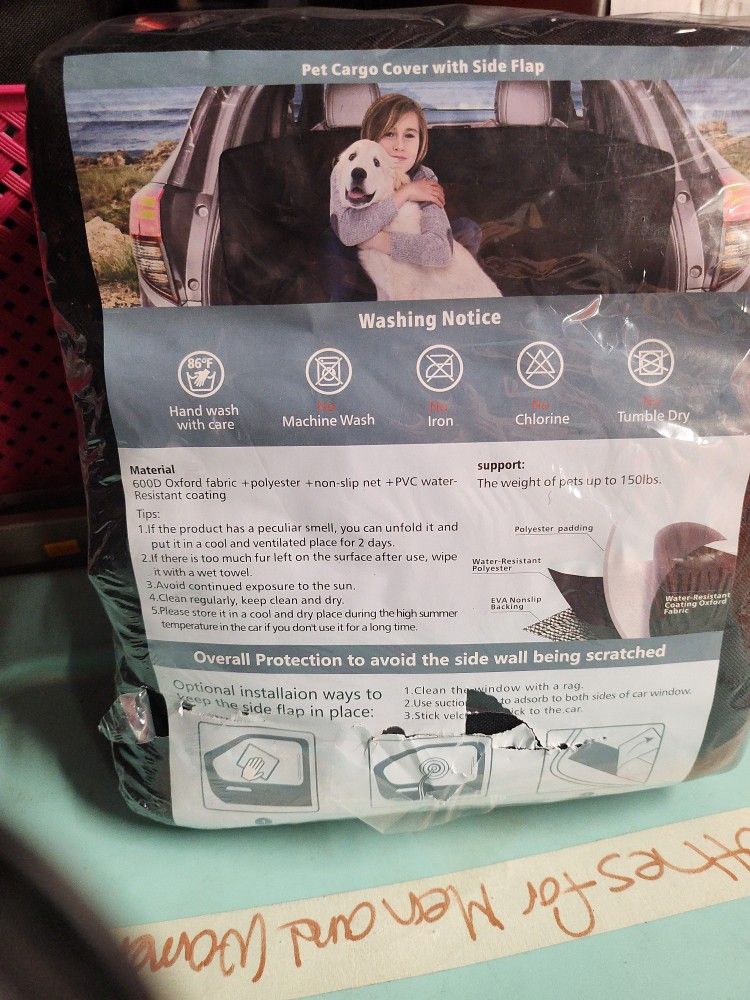 Pet Cargo Cover with Side Flap
Washing Notice
86°F
No
No
No
No
Hand wash
with care
Machine Wash
Iron
Chlorine
Tumble Dry
Material
600D Oxford fabric +polyester +non-slip net +PVC water-
Resistant coating
Tips:
1.If the product has a peculiar smell, you can unfold it and
put it in a cool and ventilated place for 2 days.
2.If there is too much fur left on the surface after use, wipe
it with a wet towel.
3.Avoid continued exposure to the sun.
4.Clean regularly, keep clean and dry.
5.Please store it in a cool and dry place during the high summer
temperature in the car if you don't use it for a long time.
support:
The weight of pets up to 150lbs.
Polyester padding
Water-Resistant
Polyester
EVA Nonslip
Backing
Water-Resistant
Coating Oxford
Fabric
Overall Protection to avoid the side wall being scratched
Optional installaion ways to
keep the side flap in place:
1.Clean the window with a rag.
2.Use suctio to adsorb to both sides of car window.
3.Stick velc ick to the car.
1
for Men and